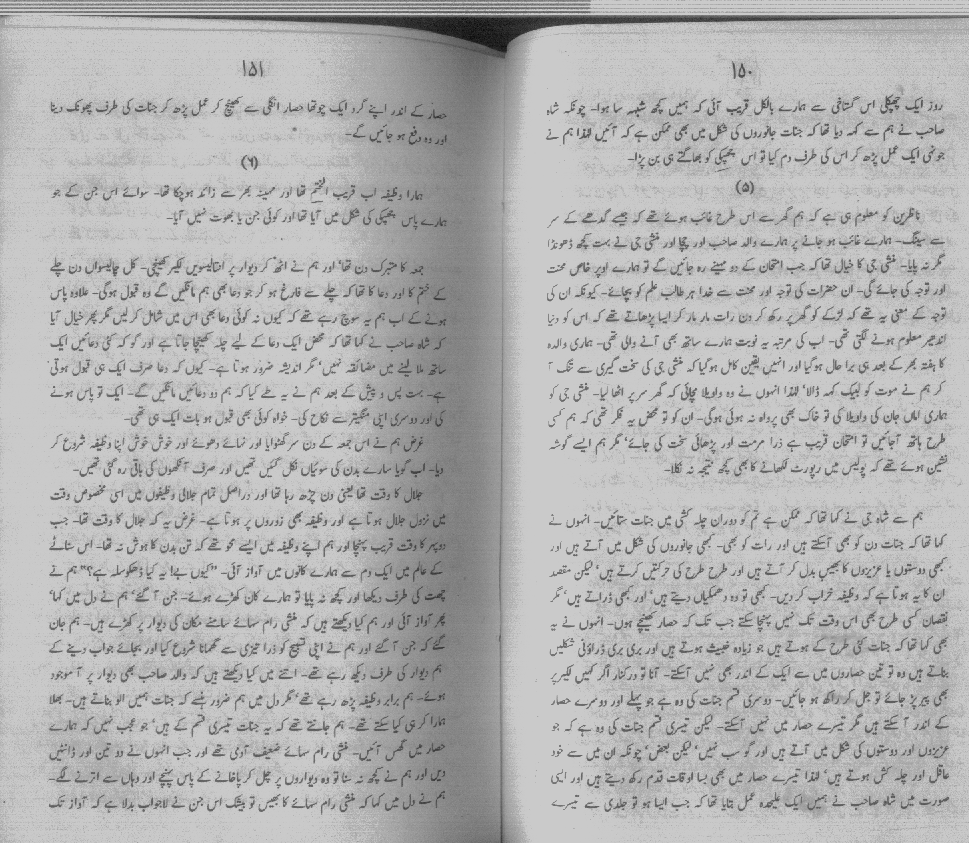 ۱۵۰
روز ایک چھپکلی اس گستاخی سے ہمارے بالکل قریب آئی کہ ہمیں کچھ شبہہ سا ہوا۔ چونکہ شاہ
صاحب نے ہم سے کہہ دیا تھا کہ جنات جانوروں کی شکل میں بھی ممکن ہے کہ آئیں لہٰذا ہم نے
جونہی ایک عمل پڑھ کر اس کی طرف دم کیا تو اس چھپکلی کو بھاگتے ہی بن پڑا۔
(۵)
ناظرین کو معلوم ہی ہے کہ ہم گھر سے اس طرح غائب ہوئے تھے کہ جیسے گدھے کے سر
سے سینگ۔ ہمارے غائب ہو جانے پر ہمارے والد صاحب اور چچا اور منشی جی نے بہت کچھ ڈھونڈا
مگر نہ پایا۔ منشی جی کا خیال تھا کہ جب امتحان کے دو مہینے رہ جائیں گے تو ہمارے اوپر خاص محنت
اور توجہ کی جائے گی۔ ان حضرات کی توجہ اور محنت سے خدا ہر طالب علم کو بچائے۔ کیونکہ ان کی
توجہ کے معنی یہ تھے کہ لڑکے کو گھر پر رکھ کر دن رات مار مار کر ایسا پڑھاتے تھے کہ اس کو دنیا
اندھیر معلوم ہونے لگتی تھی۔ اب کی مرتبہ یہ نوبت ہمارے ساتھ بھی آنے والی تھی۔ ہماری والدہ
کا ہفتہ بھر کے بعد ہی برا حال ہو گیا اور انہیں یقین کامل ہو گیا کہ منشی جی کی سخت گیری سے تنگ آ
کر ہم نے موت کو لبیک کہہ ڈالا‘ لہٰذا انہوں نے وہ واویلا مچائی کہ گھر سر پر اٹھا لیا۔ منشی جی کو
ہماری اماں جان کی واویلا کی تو خاک بھی پرواہ نہ ہوئی ہوگی۔ ان کو تو محض یہ فکر تھی کہ ہم کسی
طرح ہاتھ آ جائیں تو امتحان قریب ہے ذرا مرمت اور پڑھائی سخت کی جائے‘ مگر ہم ایسے گوشہ
نشین ہوئے تھے کہ پولیس میں رپورٹ لکھانے کا بھی کچھ نتیجہ نہ نکلا۔
ہم سے شاہ جی نے کہا تھا کہ ممکن ہے تم کو دوران چلہ کشی میں جنات ستائیں۔ انہوں نے
کہا تھا کہ جنات دن کو بھی آ سکتے ہیں اور رات کو بھی۔ کبھی جانوروں کی شکل میں آتے ہیں اور
کبھی دوستوں یا عزیزوں کا بھیس بدل کر آتے ہیں اور طرح طرح کی حرکتیں کرتے ہیں‘ لیکن مقصد
ان کا یہ ہوتا ہے کہ وظیفہ خراب کر دیں۔ کبھی تو وہ دھمکیاں دیتے ہیں‘ اور کبھی ڈراتے ہیں‘ مگر
نقصان کسی طرح بھی اس وقت تک نہیں پہنچا سکتے جب تک کہ حصار کھینچے ہوں۔ انہوں نے یہ
بھی کہا تھا کہ جنات کئی طرح کے ہوتے ہیں جو زیادہ خبیث ہوتے ہیں اور بری بری ڈراؤنی شکلیں
بناتے ہیں وہ تو تین حصاروں میں سے ایک کے اندر بھی نہیں آ سکتے۔ آنا تو درکنار اگر کہیں لکیر پر
بھی پیر پڑ جائے تو جل کر راکھ ہو جائیں۔ دوسری قسم جنات کی وہ ہے جو پہلے اور دوسرے حصار
کے اندر آ سکتے ہیں مگر تیسرے حصار میں نہیں آ سکتے۔ لیکن تیسری قسم جنات کی وہ ہے کہ جو
عزیزوں اور دوستوں کی شکل میں آتے ہیں اور گو سب نہیں‘ لیکن بعض‘ چونکہ ان میں سے خود
عاقل اور چلہ کش ہوتے ہیں‘ لہٰذا تیسرے حصار میں بھی بسا اوقات قدم رکھ دیتے ہیں اور ایسی
صورت میں شاہ صاحب نے ہمیں ایک علیحدہ عمل بتایا تھا کہ جب ایسا ہو تو جلدی سے تیسرے
۱۵۱
حصار کے اندر اپنے گرد ایک چوتھا حصار انگلی سے کھینچ کر عمل پڑھ کر جنات کی طرف پھونک دینا
اور وہ دفع ہو جائیں گے۔
(۶)
ہمارا وظیفہ اب قریب الختم تھا اور مہینہ بھر سے زائد ہو چکا تھا۔ سوائے اس جن کے جو
ہمارے پاس چھپکلی کی شکل میں آیا تھا اور کوئی جن یا بھوت نہیں آیا۔
جمعہ کا متبرک دن تھا‘ اور ہم نے اٹھ کر دیوار پر انتالیسویں لکیر کھینچی۔ کل چالیسواں دن چلے
کے ختم کا اور دعا کا تھا کہ چلے سے فارغ ہو کر جو دعا بھی ہم مانگیں گے وہ قبول ہوگی۔ علاوہ پاس
ہونے کے اب ہم یہ سوچ رہے تھے کہ کیوں نہ کوئی دعا بھی اس میں شامل کر لیں مگر پھر خیال آیا
کہ شاہ صاحب نے کہا تھا کہ محض ایک دعا کے لیے چلہ کھینچا جاتا ہے اور گو کہ کئی دعائیں ایک
ساتھ ملا لینے میں مضائقہ نہیں‘ مگر اندیشہ ضرور ہوتا ہے۔ کیوں کہ دعا صرف ایک ہی قبول ہوتی
ہے۔ بہت پس و پیش کے بعد ہم نے یہ طے کیا کہ ہم دو دعائیں مانگیں گے۔ ایک تو پاس ہونے
کی اور دوسری اپنی منگیتر سے نکاح کی۔ خواہ کوئی بھی قبول ہو بات ایک ہی تھی۔
غرض ہم نے اس جمعہ کے دن سر گھٹوایا اور نہائے دھوئے اور خوش خوش اپنا وظیفہ شروع کر
دیا۔ اب گویا سارے بدن کی سوئیاں نکل گئیں تھیں اور صرف آنکھوں کی باقی رہ گئی تھیں۔
جلال کا وقت تھا یعنی دن چڑھ رہا تھا اور دراصل تمام جلالی وظیفوں میں اسی مخصوص وقت
میں نزول جلال ہوتا ہے اور وظیفہ بھی زوروں پر ہوتا ہے۔ غرض یہ کہ جلال کا وقت تھا۔ جب
دوپہر کا وقت قریب پہنچا اور ہم اپنے وظیفہ میں ایسے محو تھے کہ تن بدن کا ہوش نہ تھا۔ اس سناٹے
کے عالم میں ایک دم سے ہمارے کانوں میں آواز آئی۔ ”کیوں بے! یہ کیا ڈھکوسلہ ہے؟“ ہم نے
چھت کی طرف دیکھا اور کچھ نہ پایا تو ہمارے کان کھڑے ہوئے۔ جن آ گئے‘ ہم نے دل میں کہا‘
پھر آواز آئی اور ہم کیا دیکھتے ہیں کہ منشی رام سہائے سامنے مکان کی دیوار پر کھڑے ہیں۔ ہم جان
گئے کہ جن آ گئے اور ہم نے اپنی تسبیح کو ذرا تیزی سے گھمانا شروع کیا اور بجائے جواب دینے کے
ہم دیوار کی طرف دیکھ رہے تھے۔ اتنے میں کیا دیکھتے ہیں کہ والد صاحب بھی دیوار پر آ موجود
ہوئے۔ ہم برابر وظیفہ پڑھ رہے تھے‘ مگر دل میں ہم ضرور ہنسے کہ جنات ہمیں الو بناتے ہیں۔ بھلا
ہمارا کر ہی کیا سکتے تھے۔ ہم جانتے تھے کہ یہ جنات تیسری قسم کے ہیں‘ جو عجب نہیں کہ ہمارے
حصار میں گھس آئیں۔ منشی رام سہائے ضعیف آدمی تھے اور جب انہوں نے دو تین اور ڈانٹیں
دیں اور ہم نے کچھ نہ سنا تو وہ دیواروں پر چل کر پاخانے کے پاس پہنچے اور وہاں سے اترنے لگے۔
ہم نے دل میں کہا کہ منشی رام سہائے کا بھیس تو بیشک اس جن نے لاجواب بدلا ہے کہ آواز تک